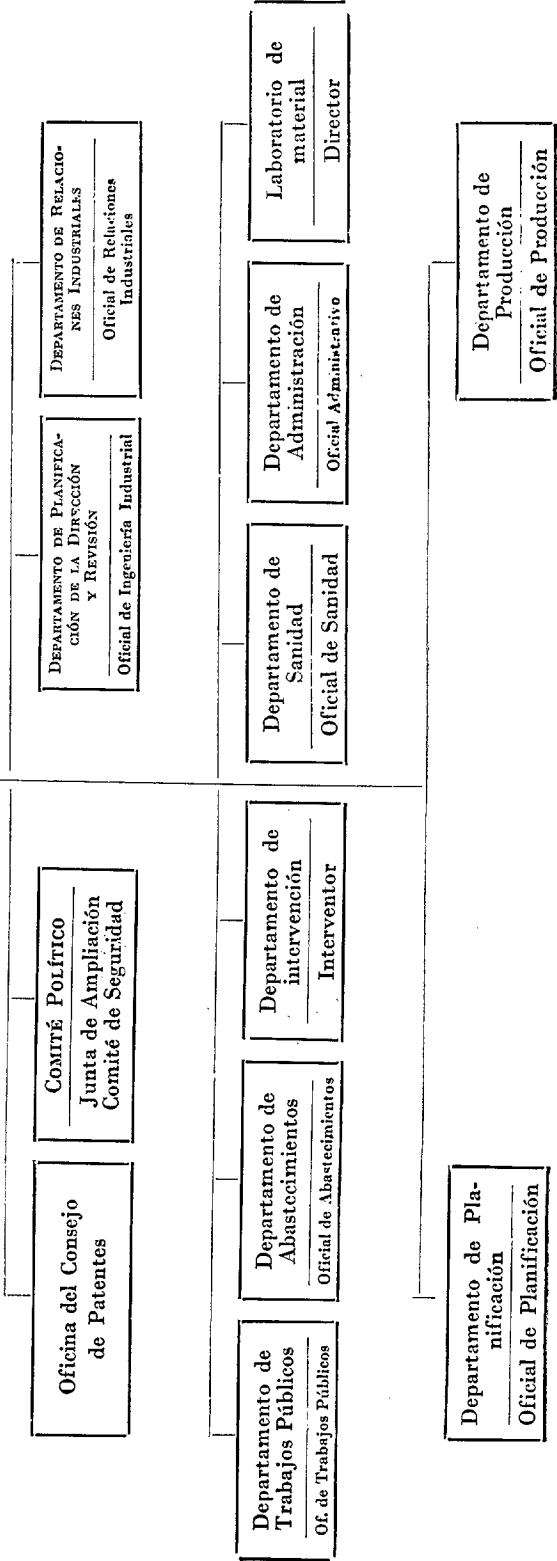 Oficina del Consejo
de Patentes
COMITÉ POLÍTICO
Junta de Ampliación
Comité de Seguridad
DEPARTAMENTO DE PLANIFICA-
CIÓN DE LA DIRECCIÓN
Y REVISIÓN
Oficial de Ingeniería Industrial
DEPARTAMENTO DE RELACIO-
NES INDUSTRIALES
Oficial de Relaciones
Industriales
Departamento de
Trabajos Públicos
Of. de Trabajos Públicos
Departamento de
Abastecimientos
Oficial de Abastecimientos
Departamento de
intervención
Interventor
Departamento de
Sanidad
Oficial de Sanidad
Departamento de
Administración
Oficial Administrativo
Laboratorio de
material
Director
Departamento de Pla-
nificación
Oficial de Planificación
Departamento de
Producción
Oficial de Producción